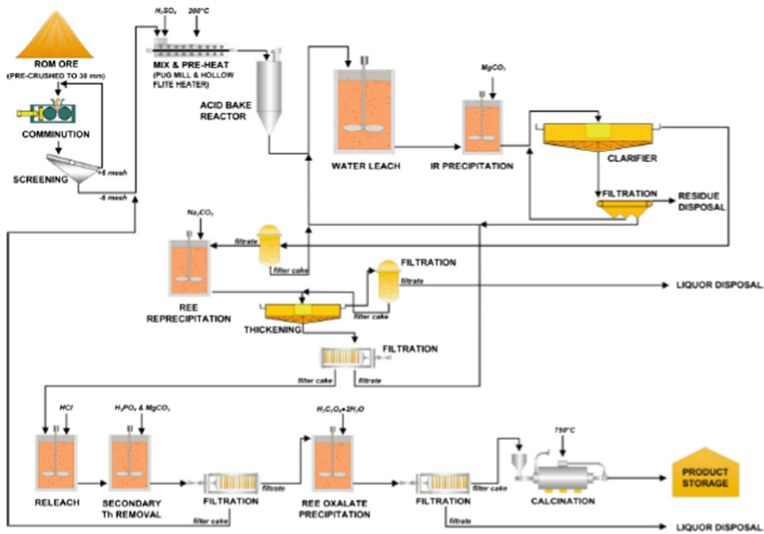 H₂SO₄
200°C
ROM ORE
(PRE-CRUSHED TO 30 mm)
MIX & PRE-HEAT
(PUG MILL & HOLLOW
FLITE HEATER)
MgCO₃
ACID BAKE
REACTOR
COMMINUTION
WATER LEACH
IR PRECIPITATION
CLARIFIER
+6 mesh
SCREENING
-6 mesh
FILTRATION
RESIDUE
DISPOSAL
Na₂CO₃
filtrate
filter cake
FILTRATION
filtrate
LIQUOR DISPOSAL
REE
REPRECIPITATION
filter cake
THICKENING
FILTRATION
filter cake
filtrate
HCl
H₃PO₄ & MgCO₃
H₂C₂O₄•2H₂O
750°C
PRODUCT
STORAGE
filtrate
filter cake
RELEACH
SECONDARY
Th REMOVAL
FILTRATION
REE OXALATE
PRECIPITATION
FILTRATION
CALCINATION
filter cake
filtrate
LIQUOR DISPOSAL